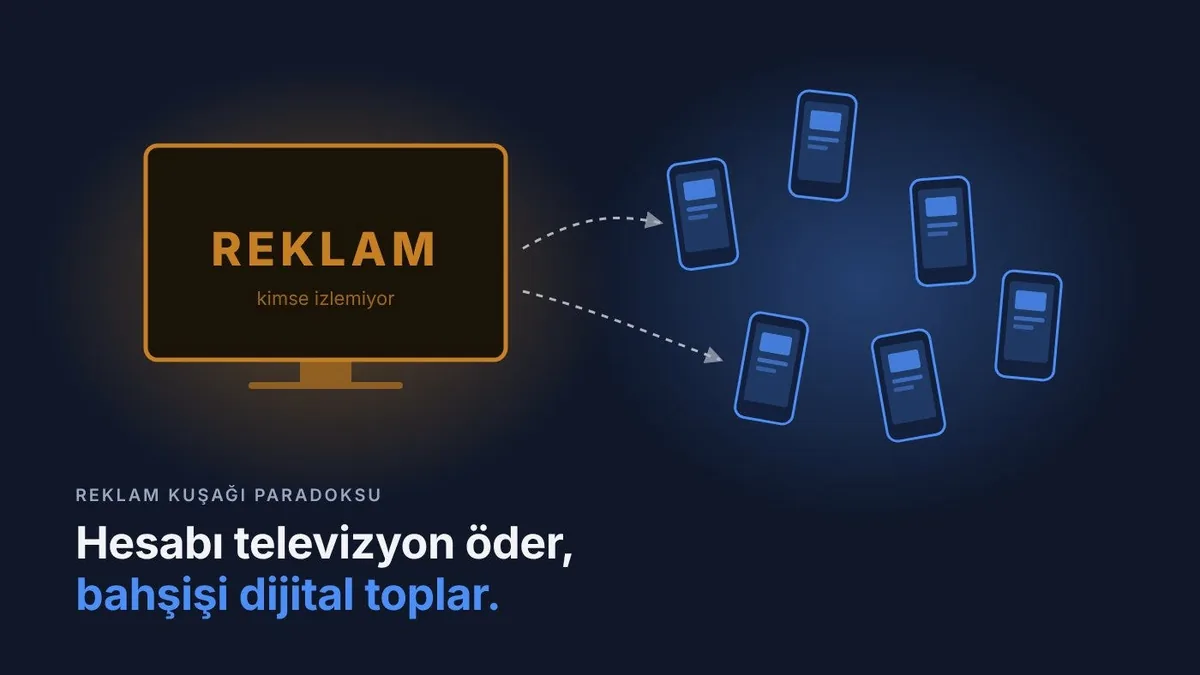 REKLAM
kimse izlemiyor
REKLAM KUŞAĞI PARADOKSU
Hesabı televizyon öder,
bahşişi dijital toplar.